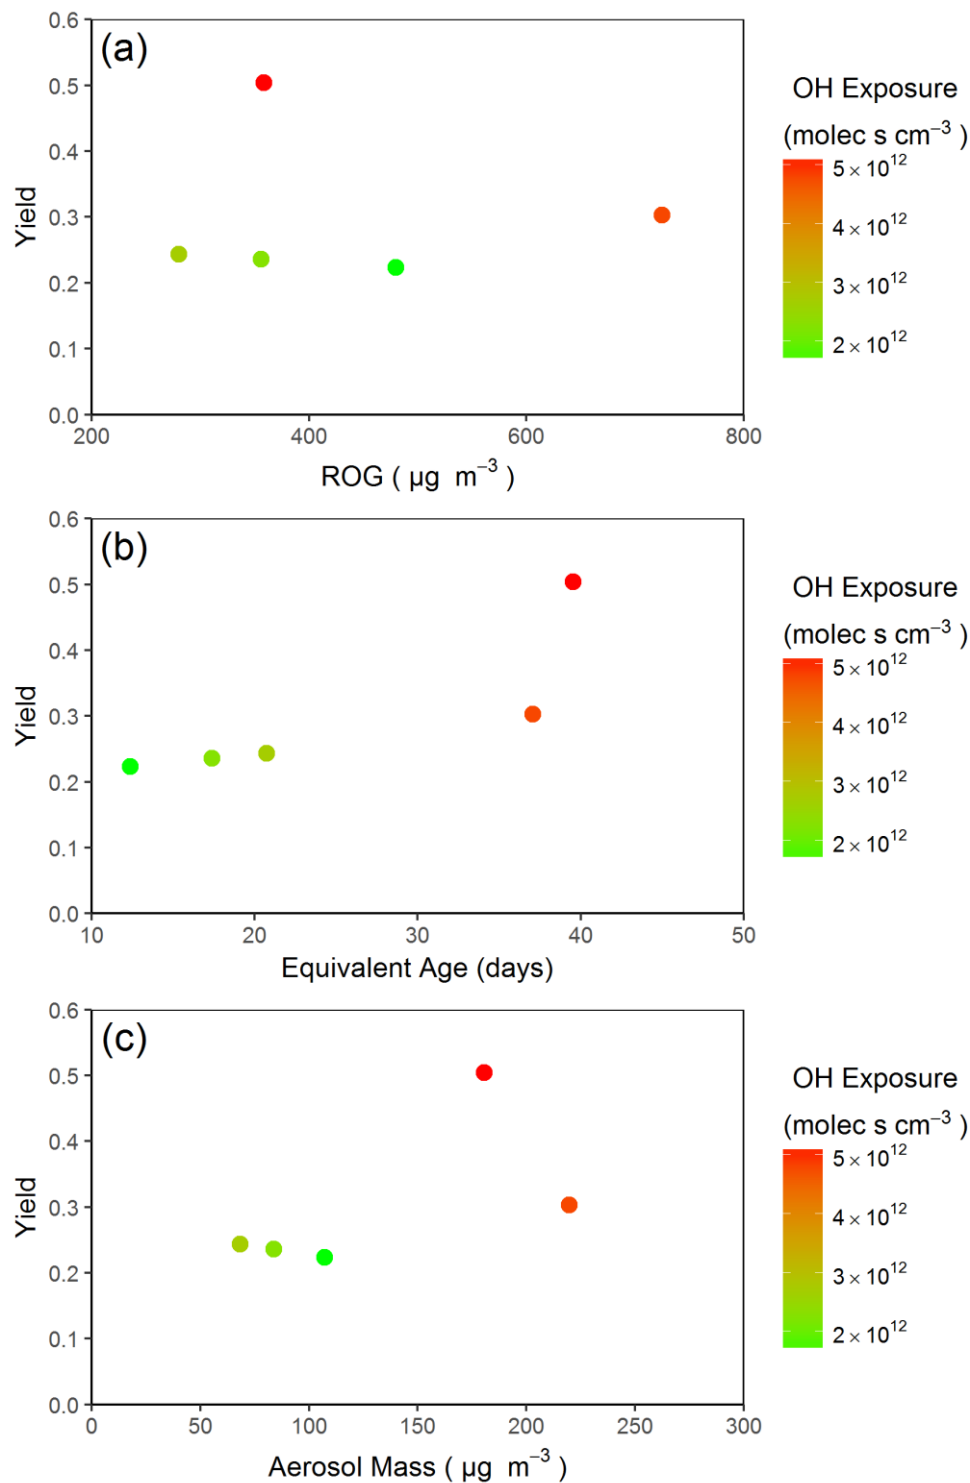 (a)
0.6
0.5
0.4
0.3
0.2
0.1
0.0
Yield
200 400 600 800
ROG ( µg m⁻³ )
OH Exposure
(molec s cm⁻³ )
5 × 10¹²
4 × 10¹²
3 × 10¹²
2 × 10¹²
(b)
0.6
0.5
0.4
0.3
0.2
0.1
0.0
Yield
10 20 30 40 50
Equivalent Age (days)
OH Exposure
(molec s cm⁻³ )
5 × 10¹²
4 × 10¹²
3 × 10¹²
2 × 10¹²
(c)
0.6
0.5
0.4
0.3
0.2
0.1
0.0
Yield
0 50 100 150 200 250 300
Aerosol Mass ( µg m⁻³ )
OH Exposure
(molec s cm⁻³ )
5 × 10¹²
4 × 10¹²
3 × 10¹²
2 × 10¹²